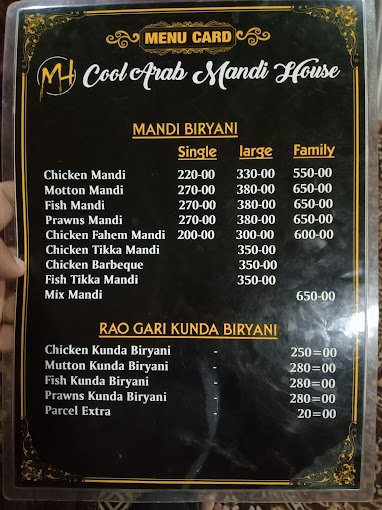 MENU CARD
MH Cool Arab Mandi House
MANDI BIRYANI
Single large Family
Chicken Mandi 220-00 330-00 550-00
Motton Mandi 270-00 380-00 650-00
Fish Mandi 270-00 380-00 650-00
Prawns Mandi 270-00 380-00 650-00
Chicken Fahem Mandi 200-00 300-00 600-00
Chicken Tikka Mandi 350-00
Chicken Barbeque 350-00
Fish Tikka Mandi 350-00
Mix Mandi 650-00
RAO GARI KUNDA BIRYANI
Chicken Kunda Biryani - 250=00
Mutton Kunda Biryani - 280=00
Fish Kunda Biryani - 280=00
Prawns Kunda Biryani - 280=00
Parcel Extra - 20=00